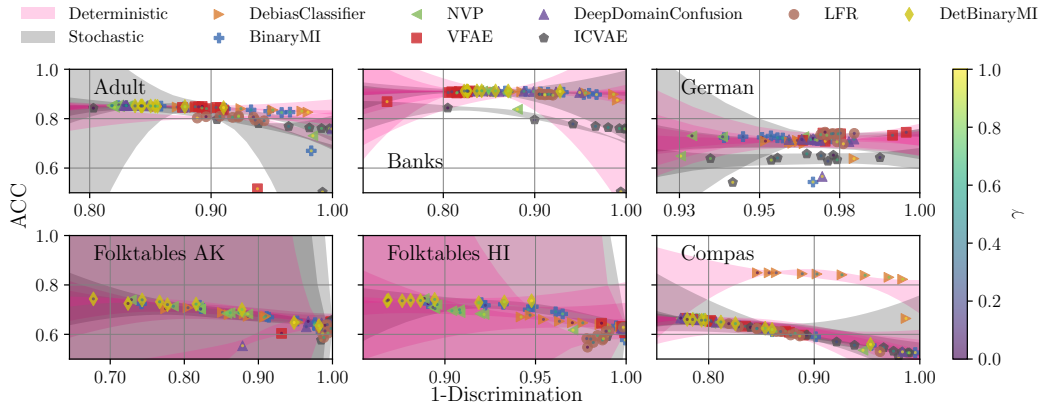 Deterministic DebiasClassifier NVP DeepDomainConfusion LFR DetBinaryMI
Stochastic BinaryMI VFAE ICVAE
1.0 0.8 0.6
Adult
0.80 0.90 1.00
Banks
0.80 0.90 1.00
German
0.93 0.95 0.98 1.00
ACC
1.0 0.8 0.6
Folktables AK
0.70 0.80 0.90 1.00
Folktables HI
0.90 0.95 1.00
Compas
0.80 0.90 1.00
1-Discrimination
1.0
0.8
0.6
0.4
0.2
0.0
γ